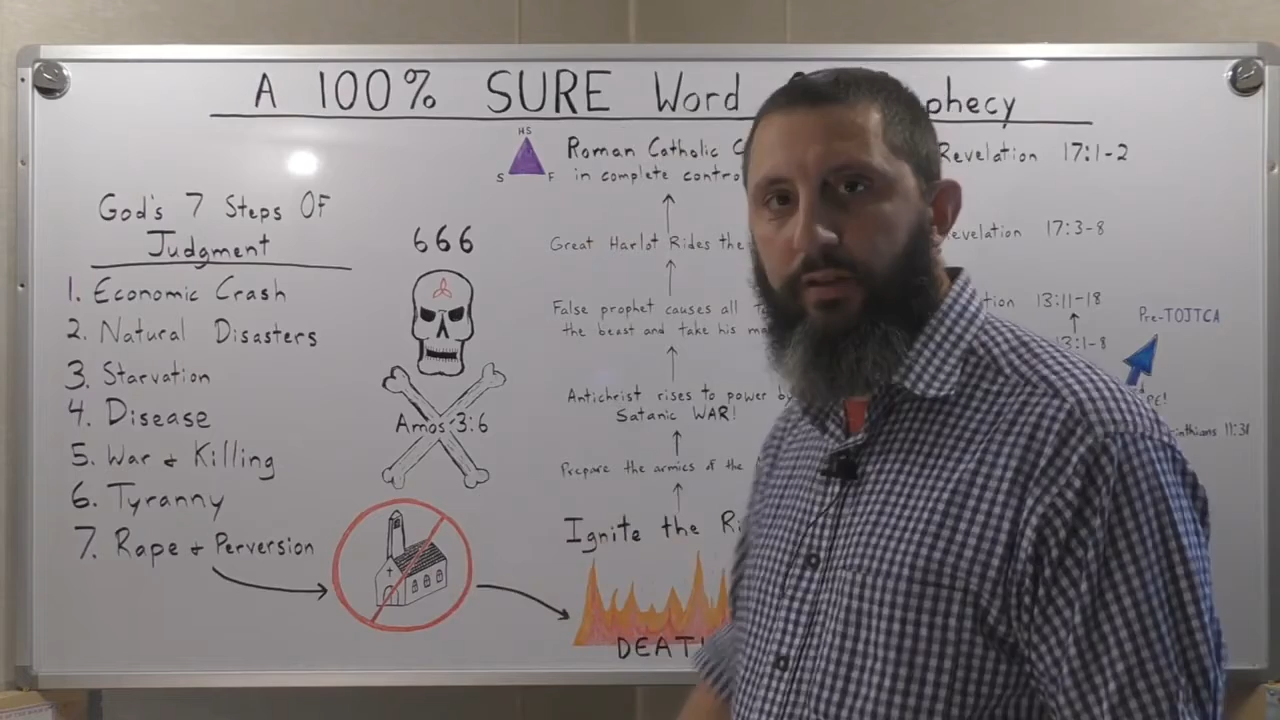 A 100% SURE Word
God's 7 Steps OF
Judgment
1. Economic Crash
2. Natural Disasters
3. Starvation
4. Disease
5. War & Killing
6. Tyranny
7. Rape & Perversion
666
Amos 3:6
HS
S F
Roman Catholic
in complete
Great Harlot Rides the
False prophet causes all
the beast and take his
Antichrist rises to power by
Satanic WAR!
Prepare the armies of the
Ignite the
Revelation 17:1-2
17:3-8
13:11-18
13:1-8
Pre-TOJTCA